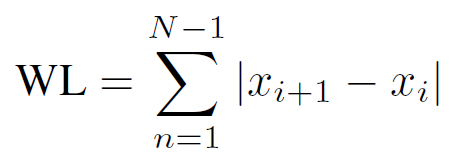 WL = \sum_{n=1}^{N-1} |x_{i+1} - x_i|